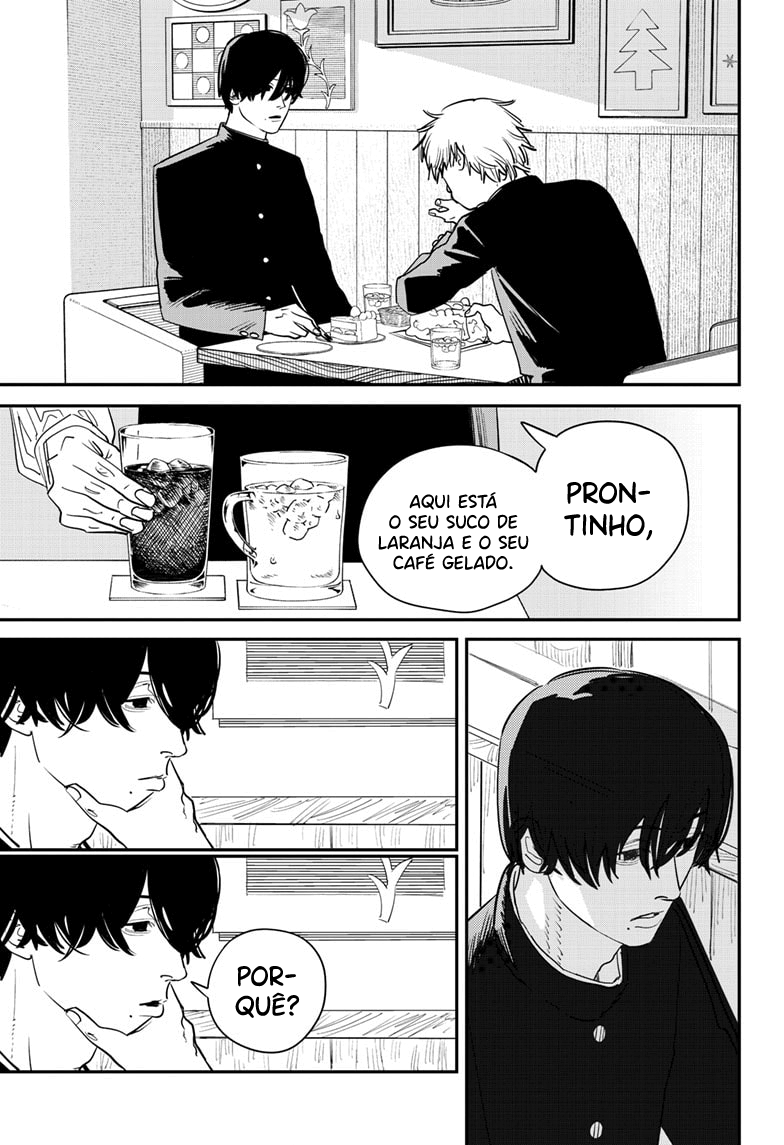 PRON-
TINHO,
AQUI ESTÁ
O SEU SUCO DE
LARANJA E O SEU
CAFÉ GELADO.
POR-
QUÊ?